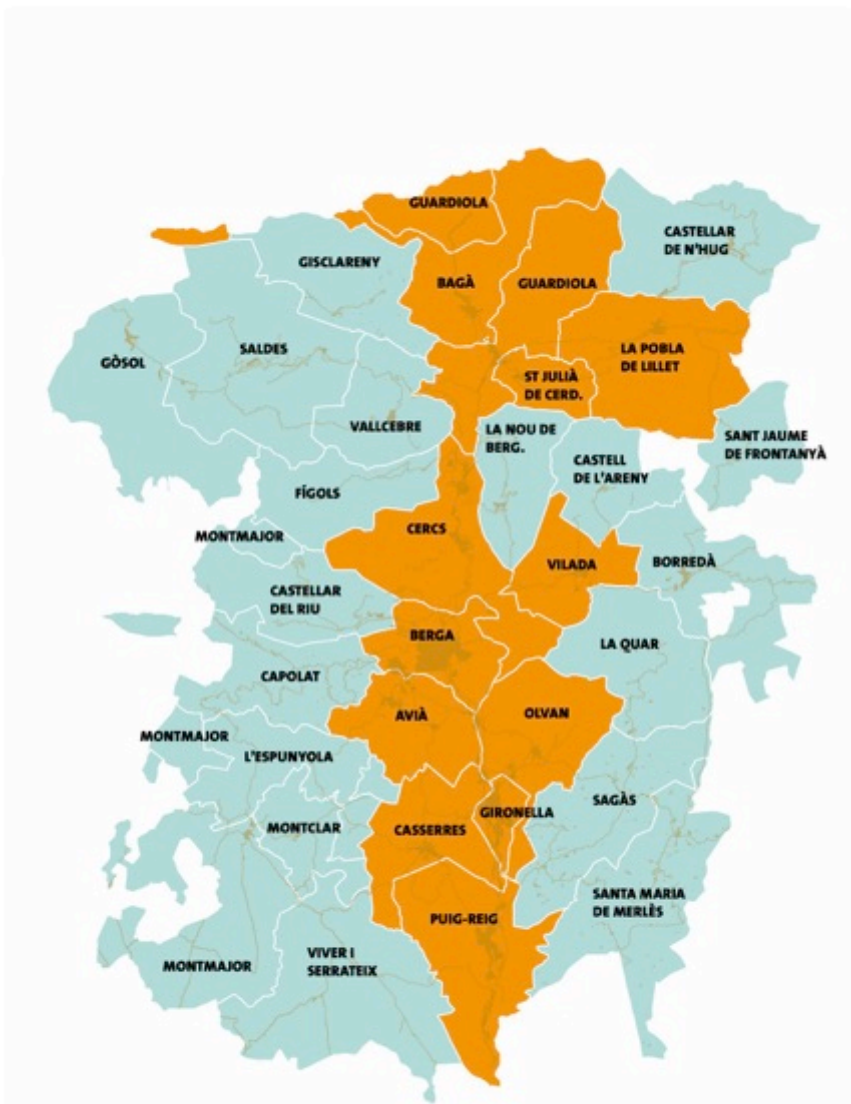 GUARDIOLA
CASTELLAR
DE N'HUG
GISCLARENY
BAGÀ
GUARDIOLA
GÒSOL
SALDES
LA POBLA
DE LILLET
ST JULIÀ
DE CERD.
VALLCEBRE
LA NOU DE
BERG.
SANT JAUME
DE FRONTANYÀ
CASTELL
DE L'ARENY
FÍGOLS
CERCS
MONTMAJOR
VILADA
BORREDÀ
CASTELLAR
DEL RIU
BERGA
LA QUAR
CAPOLAT
AVIÀ
OLVAN
MONTMAJOR
L'ESPUNYOLA
SAGÀS
GIRONELLA
MONTCLAR
CASSERRES
SANTA MARIA
DE MERLÈS
PUIG-REIG
VIVER I
SERRATEIX
MONTMAJOR